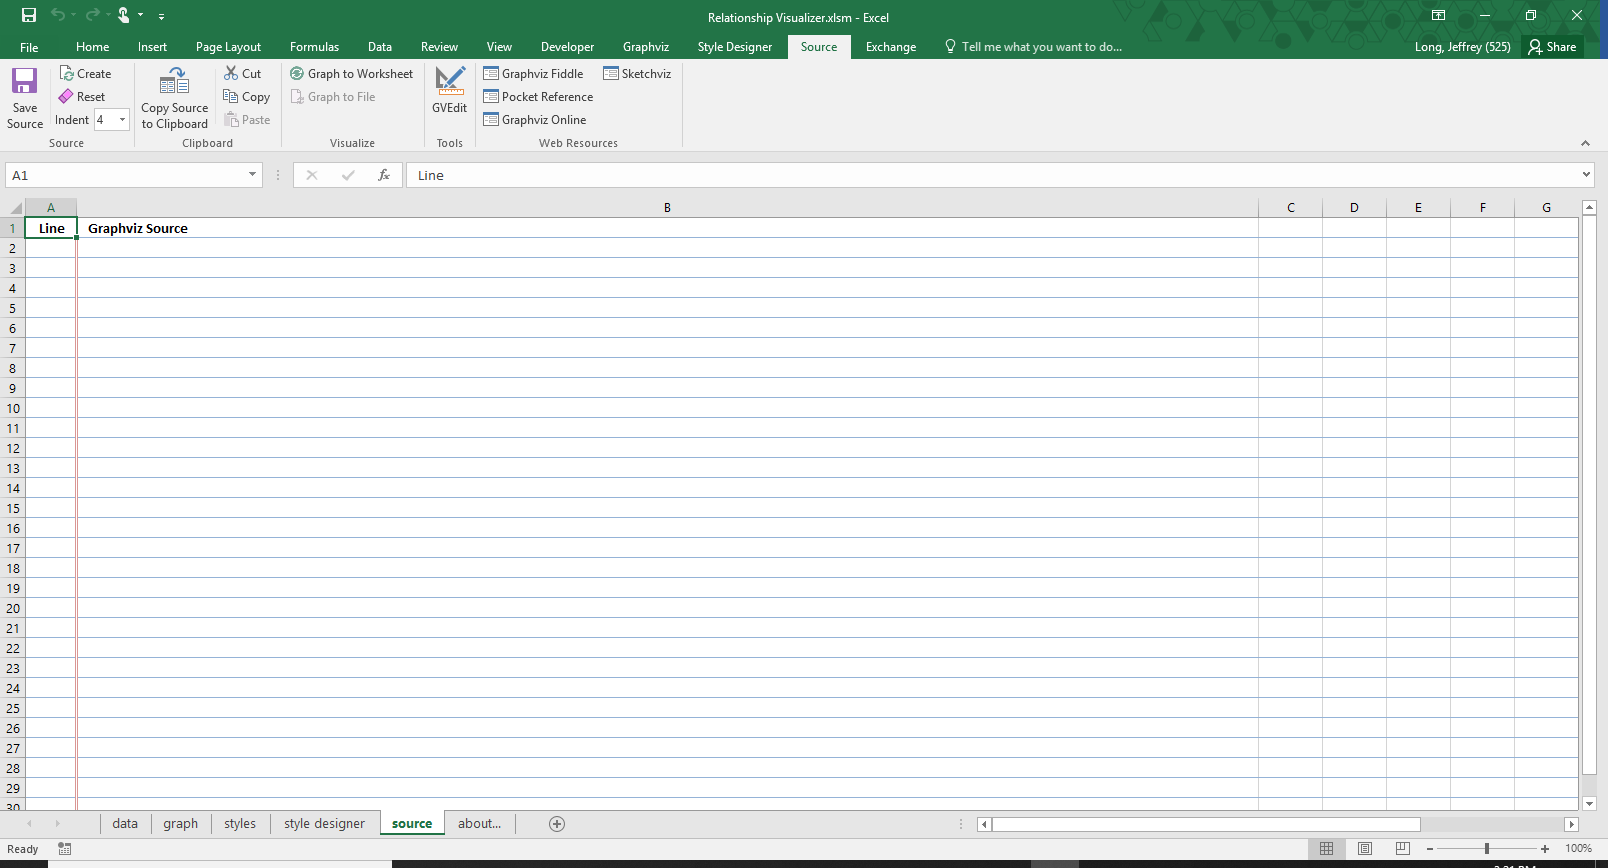 Relationship Visualizer.xlsm - Excel
File Home Insert Page Layout Formulas Data Review View Developer Graphviz Style Designer Source Exchange Tell me what you want to do... Long, Jeffrey (525) Share
Save Source
Create
Reset
Indent 4
Source
Copy Source to Clipboard
Cut
Copy
Paste
Clipboard
Graph to Worksheet
Graph to File
Visualize
GVEdit
Tools
Graphviz Fiddle Sketchviz
Pocket Reference
Graphviz Online
Web Resources
A1 fx Line
A B C D E F G
1 Line Graphviz Source
2
3
4
5
6
7
8
9
10
11
12
13
14
15
16
17
18
19
20
21
22
23
24
25
26
27
28
29
30
data graph styles style designer source about...
Ready 100%